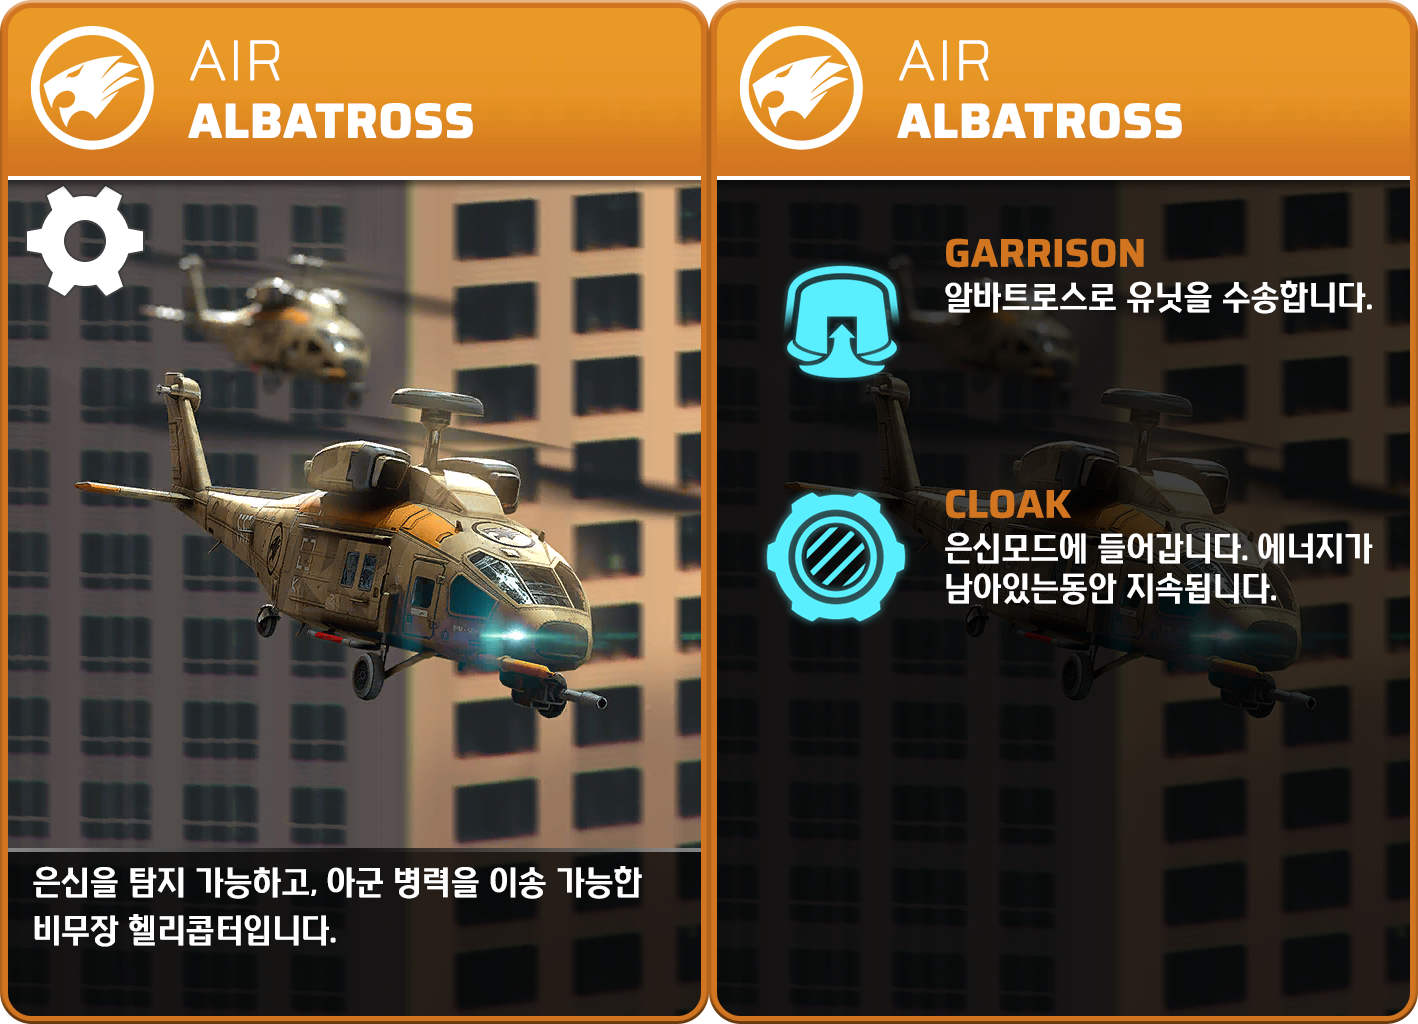 AIR
ALBATROSS
은신을 탐지 가능하고, 아군 병력을 이송 가능한
비무장 헬리콥터입니다.
AIR
ALBATROSS
GARRISON
알바트로스로 유닛을 수송합니다.
CLOAK
은신모드에 들어갑니다. 에너지가
남아있는동안 지속됩니다.